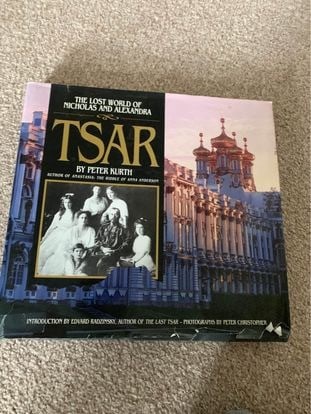 THE LOST WORLD OF
NICHOLAS AND ALEXANDRA
TSAR
BY PETER KURTH
AUTHOR OF ANASTASIA: THE RIDDLE OF ANNA ANDERSON
INTRODUCTION BY EDVARD RADZINSKY, AUTHOR OF THE LAST TSAR – PHOTOGRAPHS BY PETER CHRISTOPHER